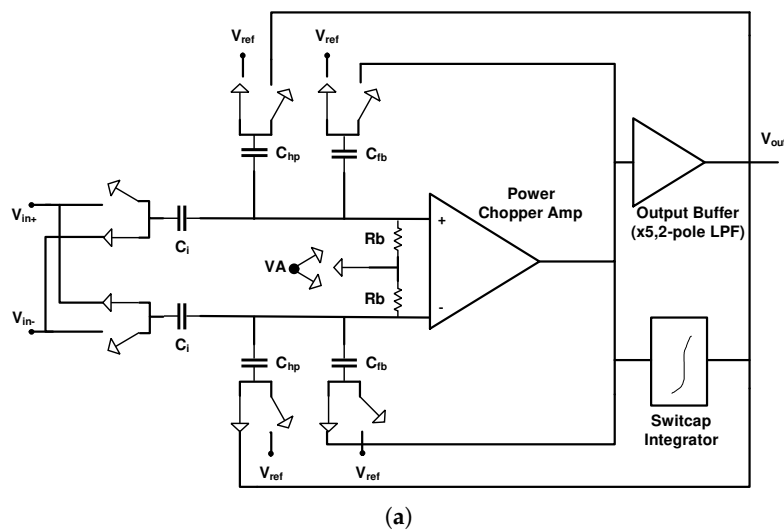 Vref
Vref
Chp
Cfb
Vout
Power
Chopper Amp
Output Buffer
(x5,2-pole LPF)
Vin+
Ci
Rb
+
VA
Rb
-
Vin-
Ci
Chp
Cfb
Switcap
Integrator
Vref
Vref
(a)